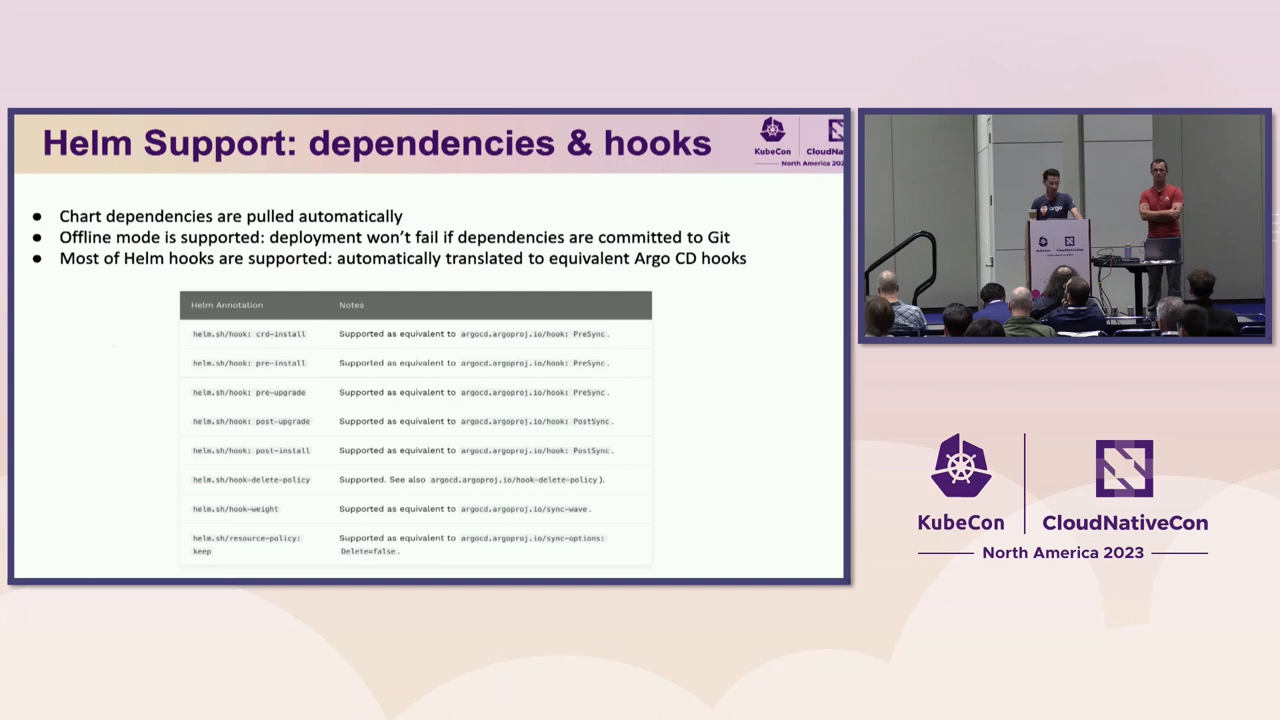 Helm Support: dependencies & hooks
KubeCon
CloudNat
North America 202
● Chart dependencies are pulled automatically
● Offline mode is supported: deployment won't fail if dependencies are committed to Git
● Most of Helm hooks are supported: automatically translated to equivalent Argo CD hooks
Helm Annotation Notes
helm.sh/hook: crd-install Supported as equivalent to argocd.argoproj.io/hook: PreSync.
helm.sh/hook: pre-install Supported as equivalent to argocd.argoproj.io/hook: PreSync.
helm.sh/hook: pre-upgrade Supported as equivalent to argocd.argoproj.io/hook: PreSync.
helm.sh/hook: post-upgrade Supported as equivalent to argocd.argoproj.io/hook: PostSync.
helm.sh/hook: post-install Supported as equivalent to argocd.argoproj.io/hook: PostSync.
helm.sh/hook-delete-policy Supported. See also argocd.argoproj.io/hook-delete-policy).
helm.sh/hook-weight Supported as equivalent to argocd.argoproj.io/sync-wave.
helm.sh/resource-policy: Supported as equivalent to argocd.argoproj.io/sync-options:
keep Delete=false.
argo
KubeCon CloudNativeCon
North America 2023